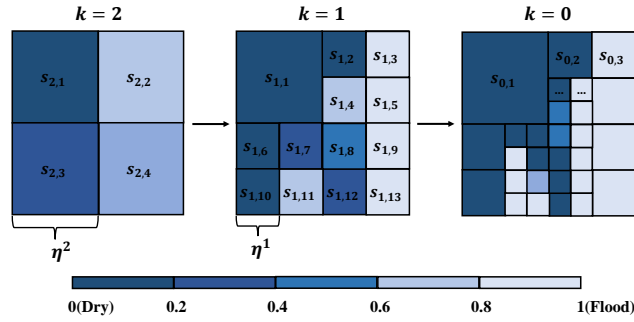 k = 2 k = 1 k = 0
s2,1 s2,2 s1,1 s1,2 s1,3 s0,1 s0,2 s0,3
s1,4 s1,5 ... ...
s2,3 s2,4 s1,6 s1,7 s1,8 s1,9
s1,10 s1,11 s1,12 s1,13
η² η¹
0(Dry) 0.2 0.4 0.6 0.8 1(Flood)